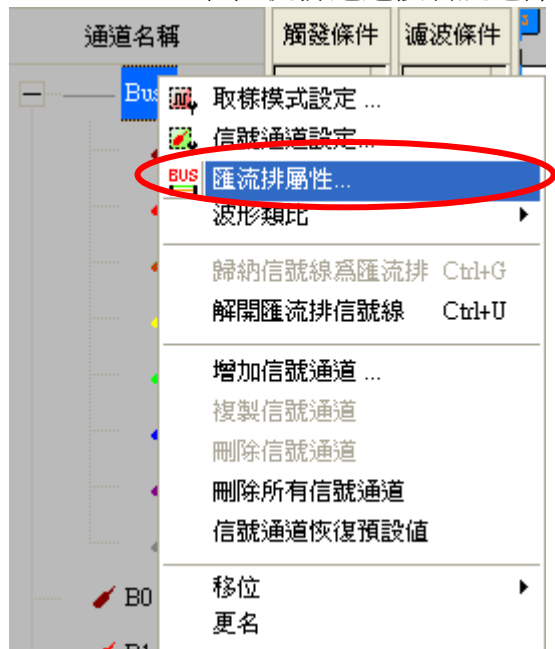 通道名稱 觸發條件 濾波條件
Bus
取樣模式設定 ...
信號通道設定...
BUS 匯流排屬性...
波形類比
歸納信號線為匯流排 Ctrl+G
解開匯流排信號線 Ctrl+U
增加信號通道 ...
複製信號通道
刪除信號通道
刪除所有信號通道
信號通道恢復預設值
移位
B0
更名